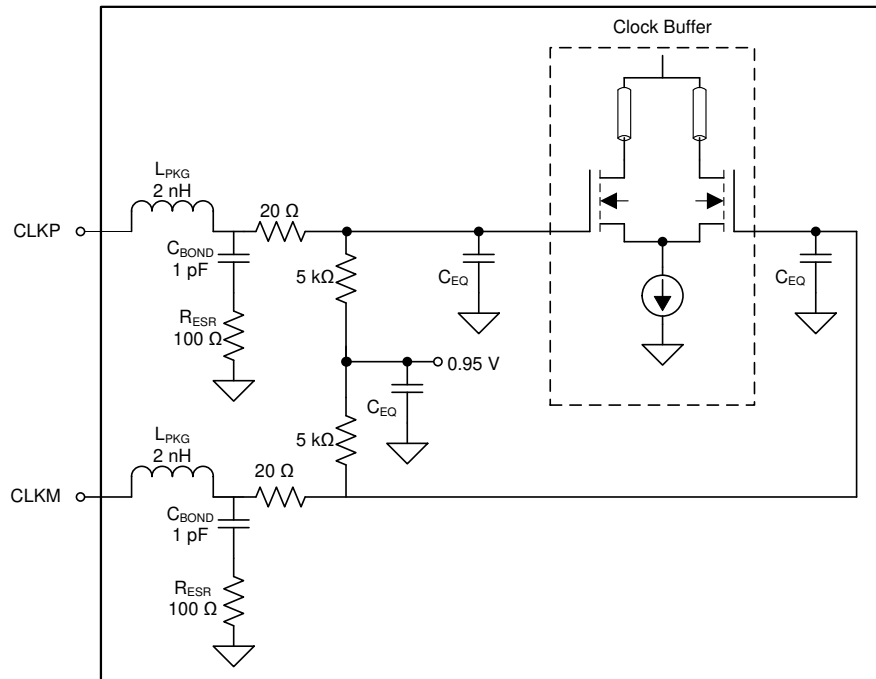 Clock Buffer
LPKG
2 nH
20 Ω
CLKP
CBOND
1 pF
5 kΩ
CEQ
CEQ
RESR
100 Ω
0.95 V
CEQ
LPKG
2 nH
5 kΩ
20 Ω
CLKM
CBOND
1 pF
RESR
100 Ω